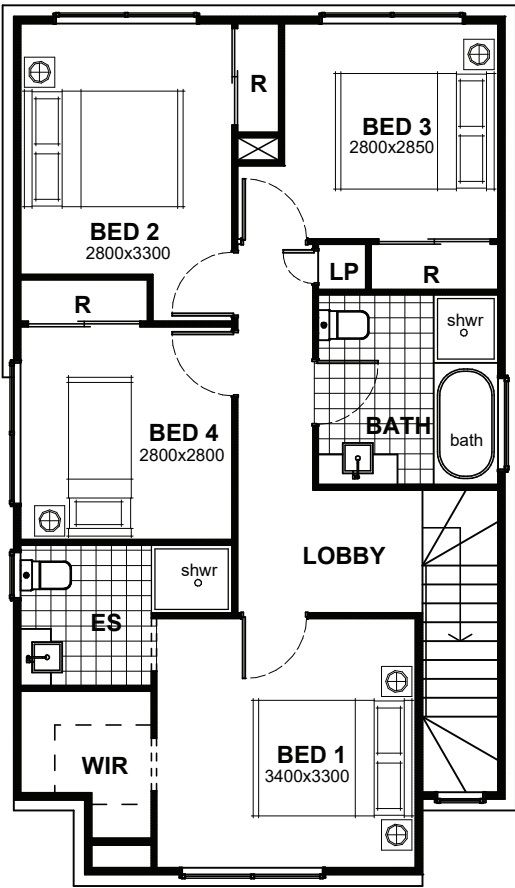 R
BED 3
2800x2850
BED 2
2800x3300
LP
R
R
shwr
BED 4
2800x2800
BATH
bath
LOBBY
shwr
ES
WIR
BED 1
3400x3300